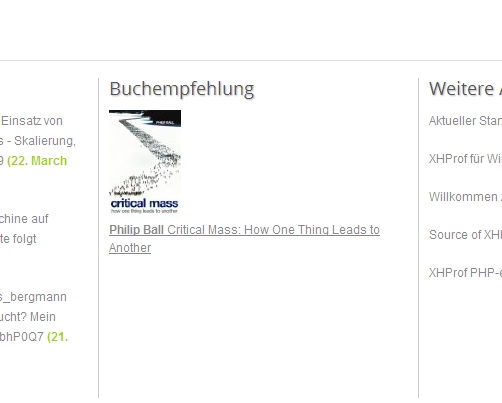 Einsatz von
s - Skalierung,
9 (22. March
chine auf
te folgt
s_bergmann
ucht? Mein
bhP0Q7 (21.
Buchempfehlung
critical mass
how one thing leads to another
Philip Ball Critical Mass: How One Thing Leads to
Another
Weitere A
Aktueller Stan
XHProf für Wi
Willkommen z
Source of XH
XHProf PHP-e